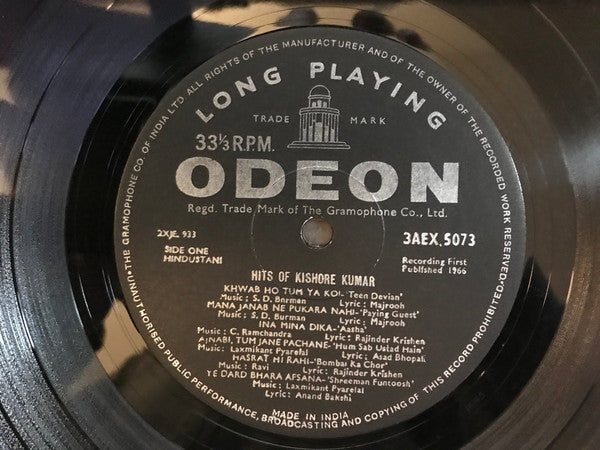 THE GRAMOPHONE CO. OF INDIA LTD. ALL RIGHTS OF THE MANUFACTURER AND OF THE OWNER OF THE RECORDED WORK RESERVED
LONG PLAYING
TRADE MARK
33⅓ R.P.M.
ODEON
Regd. Trade Mark of The Gramophone Co., Ltd.
2XJE. 933
3AEX.5073
SIDE ONE
HINDUSTANI
Recording First
Published 1966
HITS OF KISHORE KUMAR
KHWAB HO TUM YA KOI-'Teen Devian'
Music : S. D. Burman Lyric : Majrooh
MANA JANAB NE PUKARA NAHI-'Paying Guest'
Music : S. D. Burman Lyric : Majrooh
INA MINA DIKA-'Aasha'
Music : C. Ramchandra Lyric : Rajinder Krishen
AJNABI, TUM JANE PACHANE-'Hum Sab Ustad Hain'
Music : Laxmikant Pyarelal Lyric : Asad Bhopali
HASRAT HI RAHI-'Bombai Ka Chor'
Music : Ravi Lyric : Rajinder Krishen
YE DARD BHARA AFSANA-'Shreeman Funtoosh'
Music : Laxmikant Pyarelal
Lyric : Anand Bakshi
MADE IN INDIA
UNAUTHORISED PUBLIC PERFORMANCE, BROADCASTING AND COPYING OF THIS RECORD PROHIBITED